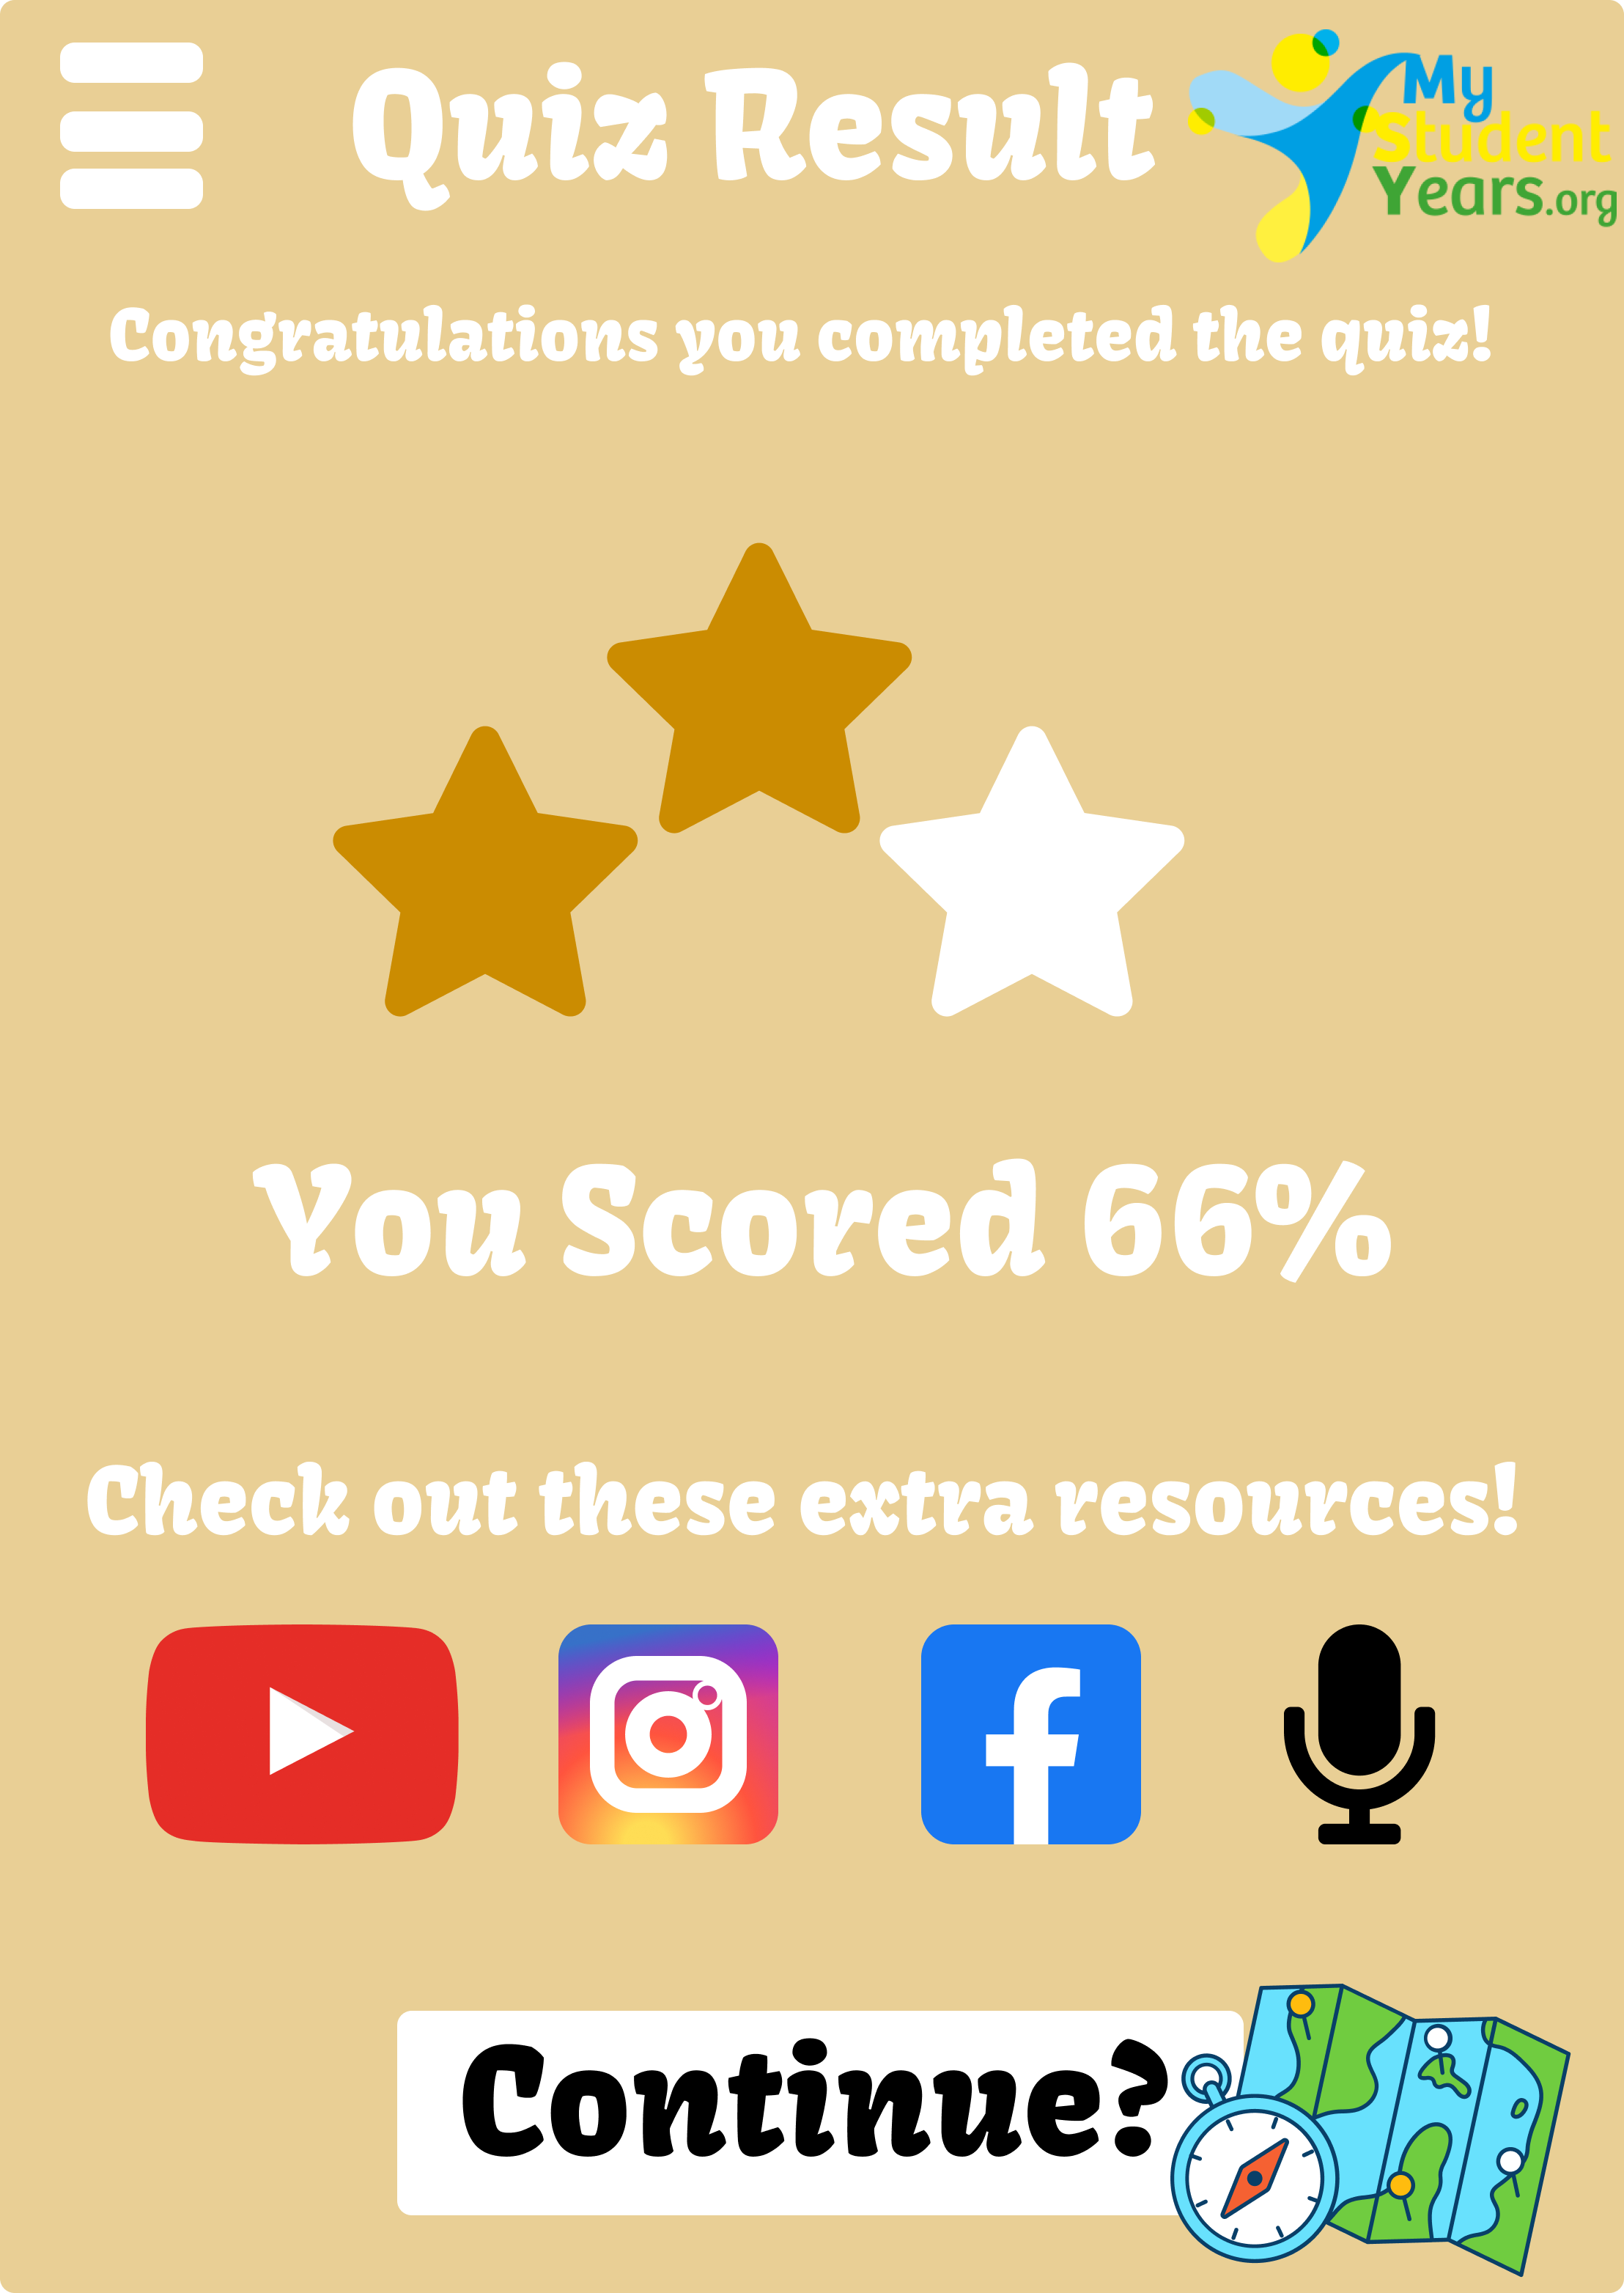 Quiz Result
My
Student
Years.org
Congratulations you completed the quiz!
You Scored 66%
Check out these extra resources!
Continue?